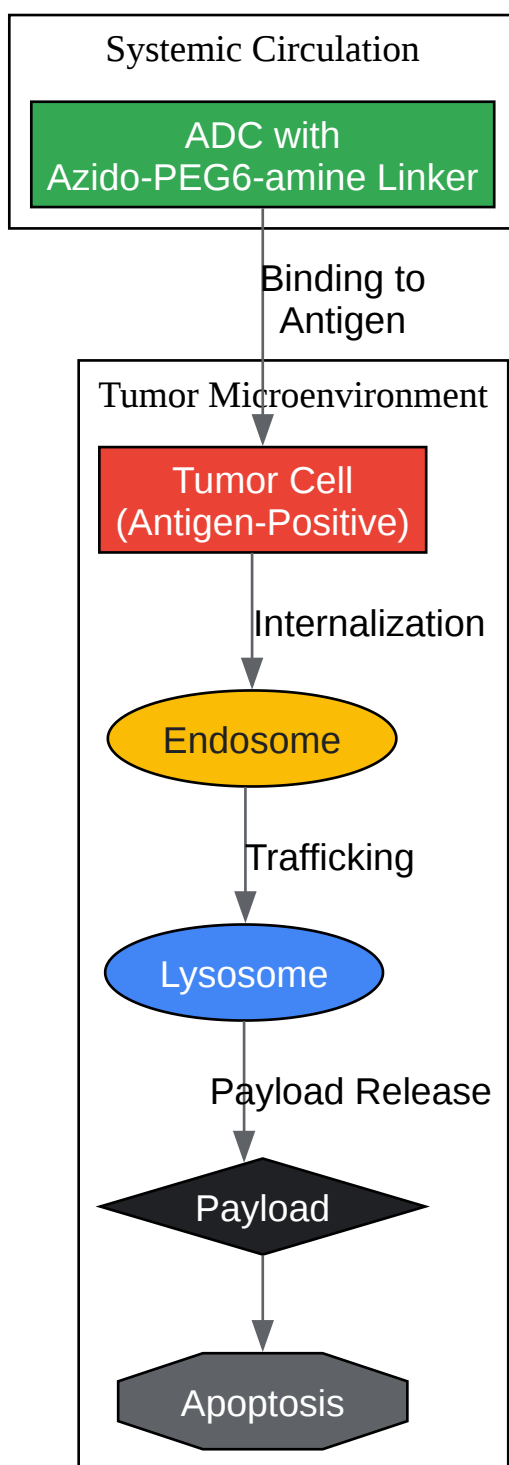 Systemic Circulation
ADC with
Azido-PEG6-amine Linker
Binding to
Antigen
Tumor Microenvironment
Tumor Cell
(Antigen-Positive)
Internalization
Endosome
Trafficking
Lysosome
Payload Release
Payload
Apoptosis